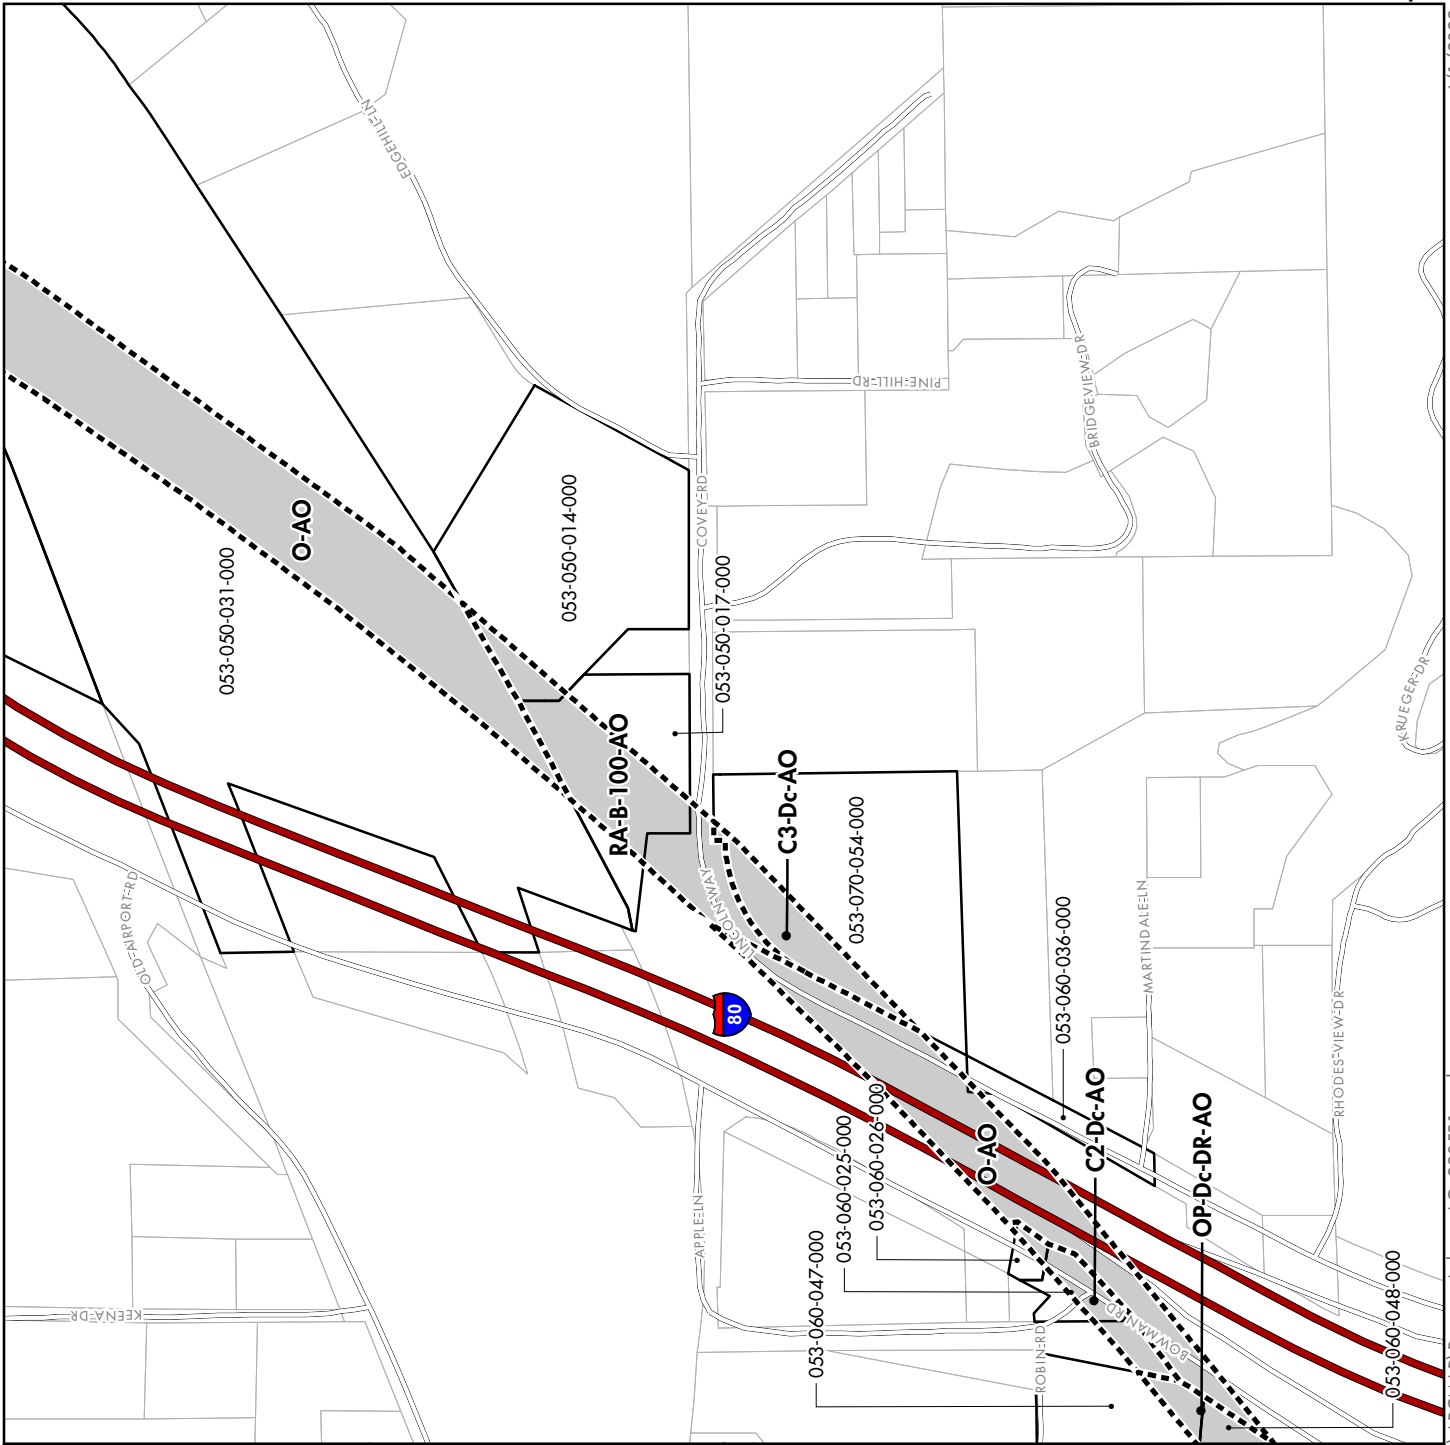 EDGEHILL-LN
O-AO
053-050-031-000
053-050-014-000
PINE-HILL-RD
BRIDGEVIEW-DR
COVEY-RD
053-050-017-000
RA-B-100-AO
KRUEGER-DR
C3-Dc-AO
053-070-054-000
OLD-AIRPORT-RD
LINCOLN-WAY
80
053-060-036-000
MARTINDALE-LN
RHODES-VIEW-DR
APPLE-LN
053-060-026-000
053-060-025-000
053-060-047-000
O-AO
C2-Dc-AO
OP-Dc-DR-AO
053-060-048-000
KEENA-DR
ROBIN-RD
BOWMAN-RD